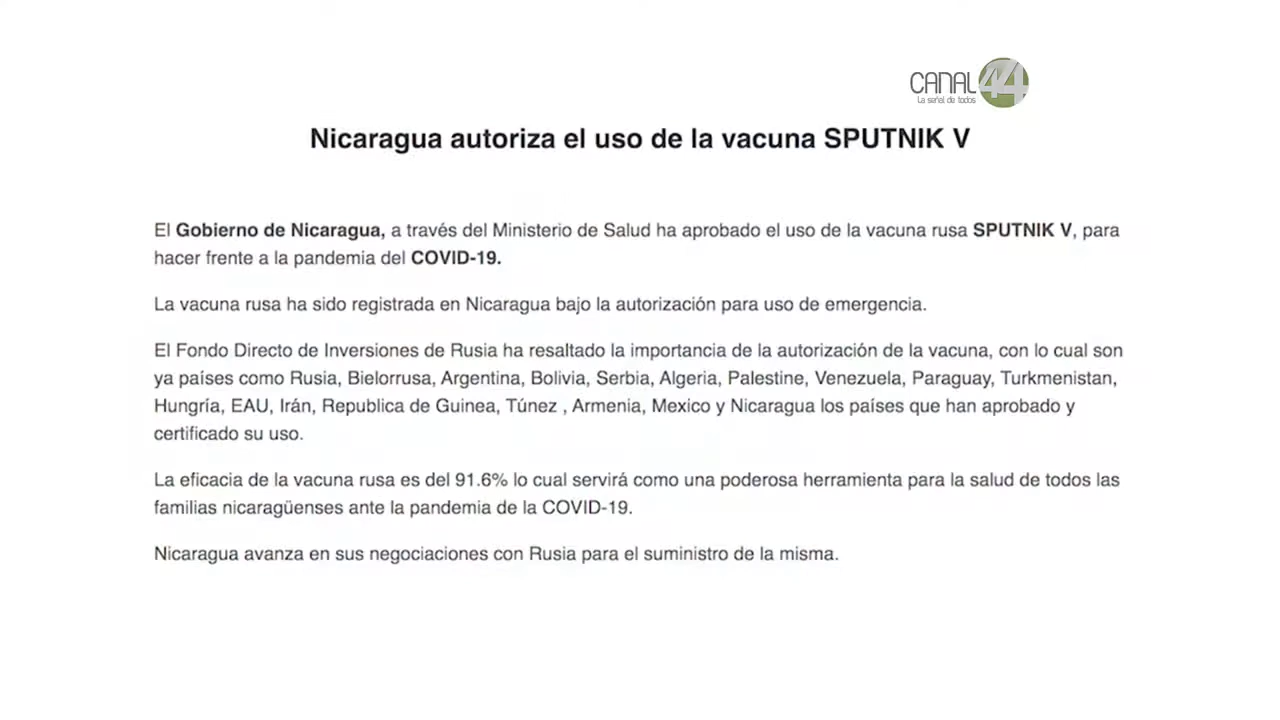 CANAL 44
La señal de todos
Nicaragua autoriza el uso de la vacuna SPUTNIK V
El Gobierno de Nicaragua, a través del Ministerio de Salud ha aprobado el uso de la vacuna rusa SPUTNIK V, para
hacer frente a la pandemia del COVID-19.
La vacuna rusa ha sido registrada en Nicaragua bajo la autorización para uso de emergencia.
El Fondo Directo de Inversiones de Rusia ha resaltado la importancia de la autorización de la vacuna, con lo cual son
ya países como Rusia, Bielorrusa, Argentina, Bolivia, Serbia, Algeria, Palestine, Venezuela, Paraguay, Turkmenistan,
Hungría, EAU, Irán, Republica de Guinea, Túnez , Armenia, Mexico y Nicaragua los países que han aprobado y
certificado su uso.
La eficacia de la vacuna rusa es del 91.6% lo cual servirá como una poderosa herramienta para la salud de todos las
familias nicaragüenses ante la pandemia de la COVID-19.
Nicaragua avanza en sus negociaciones con Rusia para el suministro de la misma.